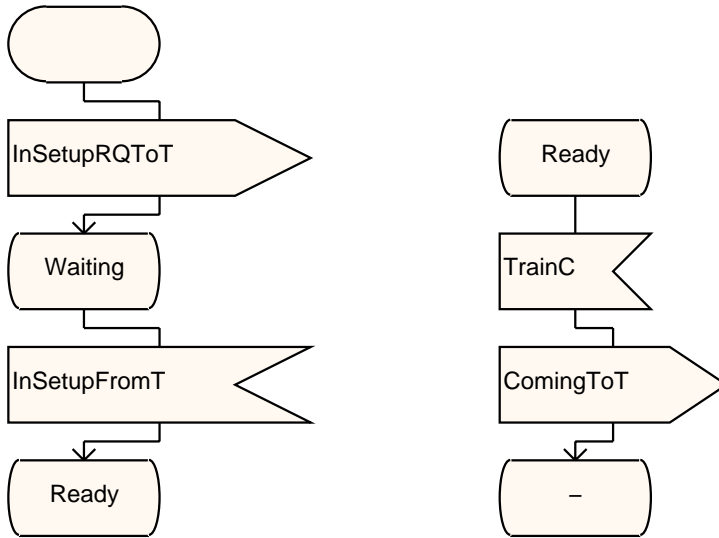 InSetupRQToT
Waiting
InSetupFromT
Ready
Ready
TrainC
ComingToT
–